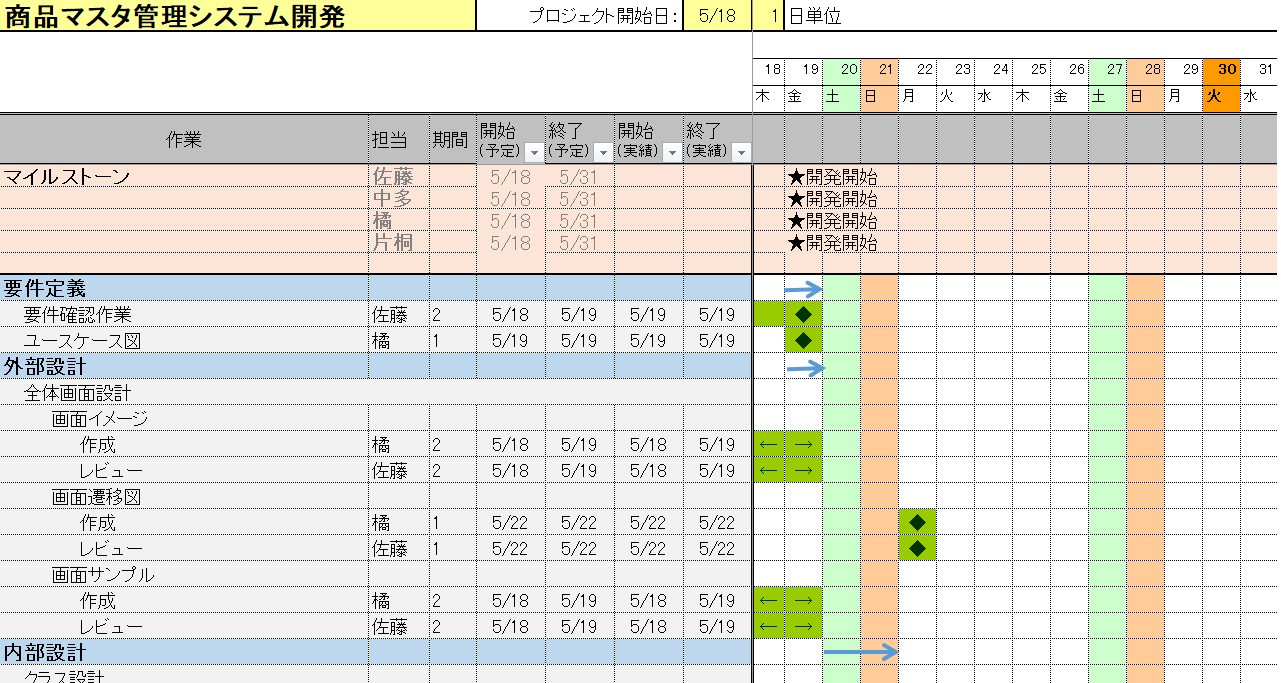 商品マスタ管理システム開発 プロジェクト開始日: 5/18 1 日単位
18 19 20 21 22 23 24 25 26 27 28 29 30 31
木 金 土 日 月 火 水 木 金 土 日 月 火 水
作業 担当 期間 開始(予定) 終了(予定) 開始(実績) 終了(実績)
マイルストーン 佐藤 5/18 5/31 ★開発開始
中多 5/18 5/31 ★開発開始
橘 5/18 5/31 ★開発開始
片桐 5/18 5/31 ★開発開始
要件定義
要件確認作業 佐藤 2 5/18 5/19 5/18 5/19 ◆
ユースケース図 橘 1 5/19 5/19 5/19 5/19 ◆
外部設計
全体画面設計
画面イメージ
作成 橘 2 5/18 5/19 5/18 5/19 ← →
レビュー 佐藤 2 5/18 5/19 5/18 5/19 ← →
画面遷移図
作成 橘 1 5/22 5/22 5/22 5/22 ◆
レビュー 佐藤 1 5/22 5/22 5/22 5/22 ◆
画面サンプル
作成 橘 2 5/18 5/19 5/18 5/19 ← →
レビュー 佐藤 2 5/18 5/19 5/18 5/19 ← →
内部設計
クラス設計